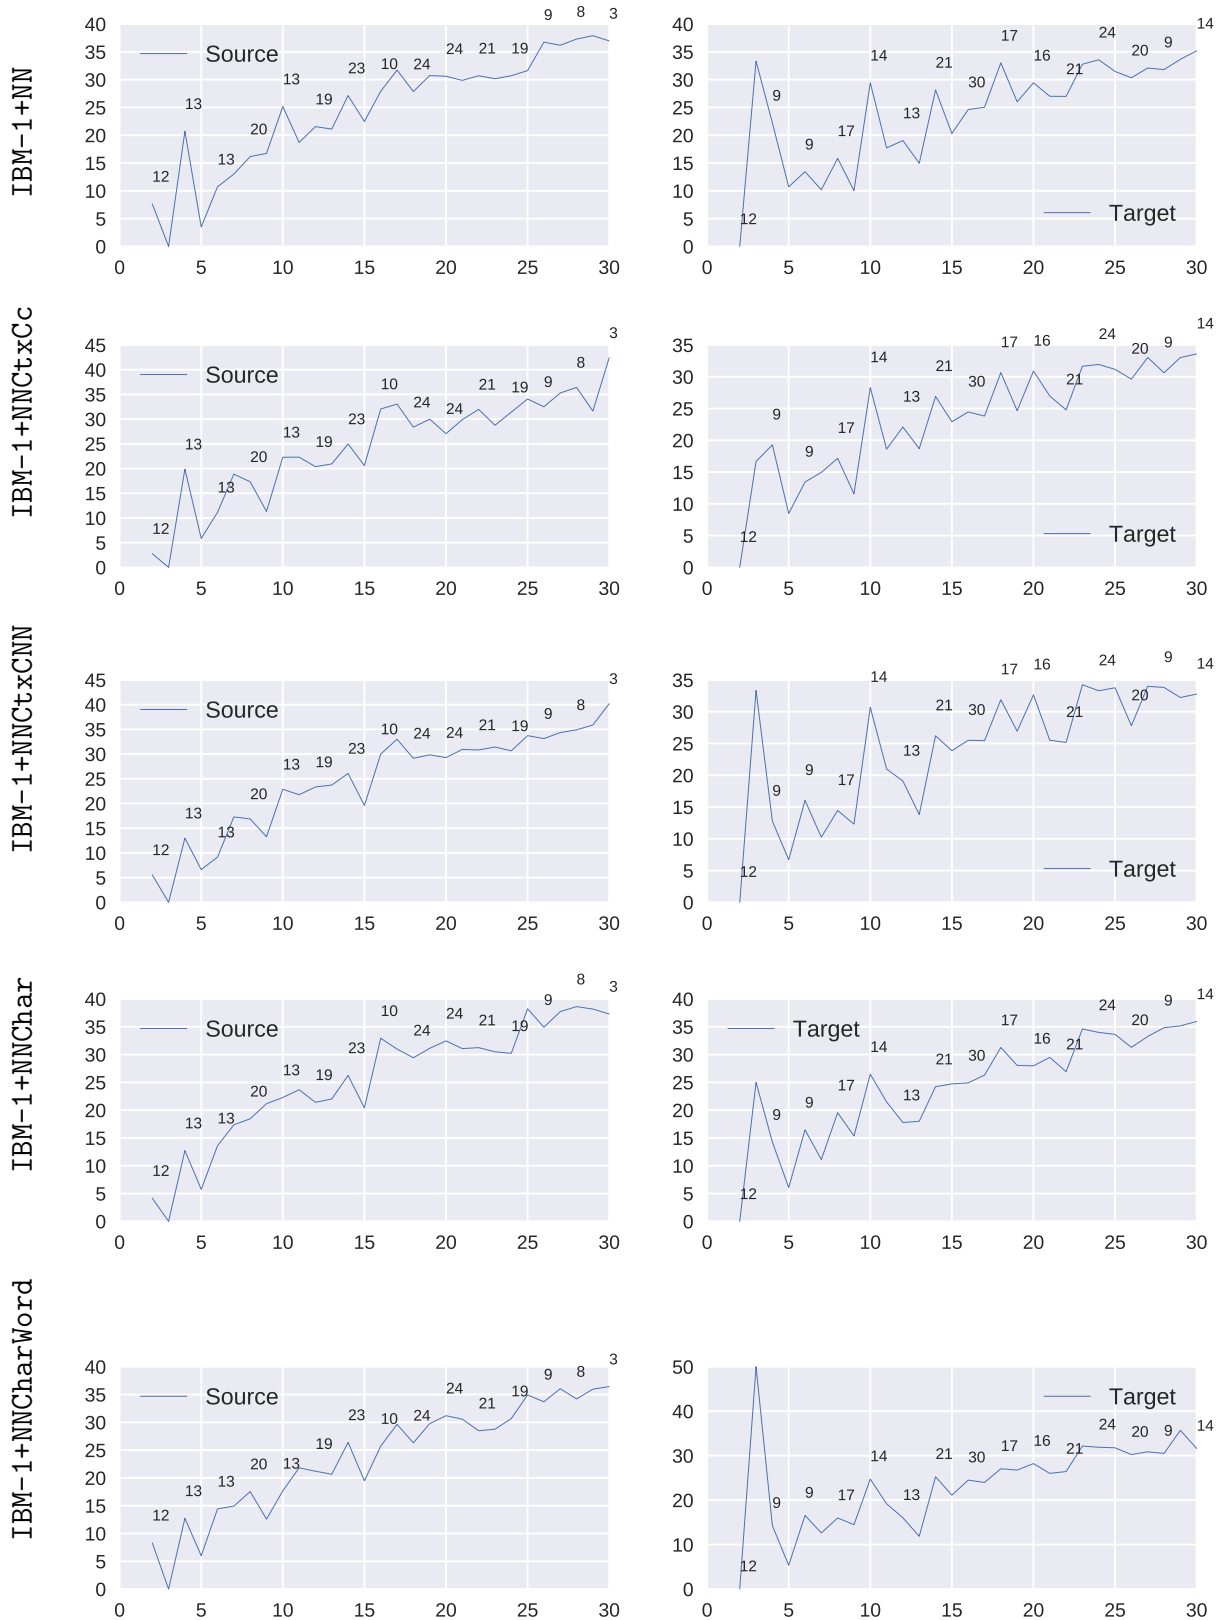 IBM-1+NN
40 35 30 25 20 15 10 5 0
Source
12 13 13 20 13 19 23 10 24 24 21 19 9 8 3
0 5 10 15 20 25 30
40 35 30 25 20 15 10 5 0
Target
12 9 9 17 14 13 21 30 17 16 21 24 20 9 14
0 5 10 15 20 25 30
IBM-1+NNCtxCc
45 40 35 30 25 20 15 10 5 0
Source
12 13 13 20 13 19 23 10 24 24 21 19 9 8 3
0 5 10 15 20 25 30
35 30 25 20 15 10 5 0
Target
12 9 9 17 14 13 21 30 17 16 21 24 20 9 14
0 5 10 15 20 25 30
IBM-1+NNCtxCNN
45 40 35 30 25 20 15 10 5 0
Source
12 13 13 20 13 19 23 10 24 24 21 19 9 8 3
0 5 10 15 20 25 30
35 30 25 20 15 10 5 0
Target
12 9 9 17 14 13 21 30 17 16 21 24 20 9 14
0 5 10 15 20 25 30
IBM-1+NNChar
40 35 30 25 20 15 10 5 0
Source
12 13 13 20 13 19 23 10 24 24 21 19 9 8 3
0 5 10 15 20 25 30
40 35 30 25 20 15 10 5 0
Target
12 9 9 17 14 13 21 30 17 16 21 24 20 9 14
0 5 10 15 20 25 30
IBM-1+NNCharWord
40 35 30 25 20 15 10 5 0
Source
12 13 13 20 13 19 23 10 24 24 21 19 9 8 3
0 5 10 15 20 25 30
50 40 30 20 10 0
Target
12 9 9 17 14 13 21 30 17 16 21 24 20 9 14
0 5 10 15 20 25 30